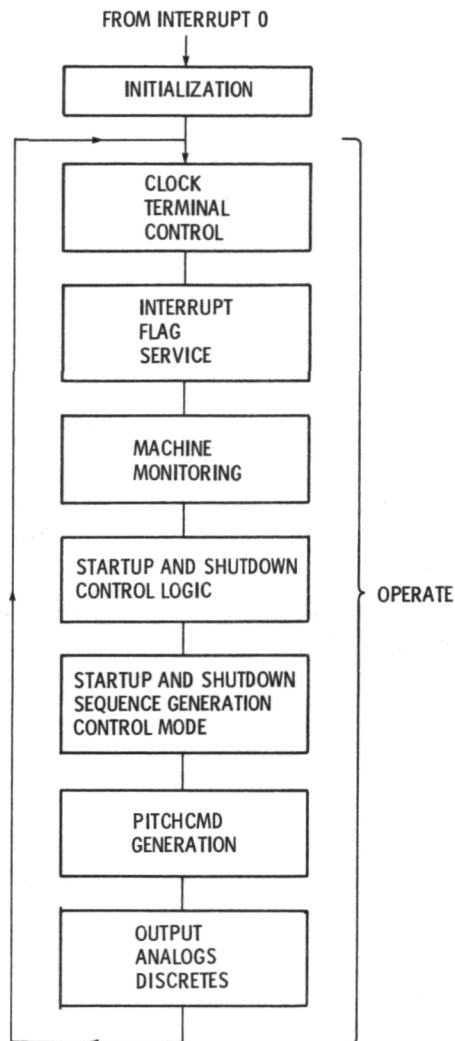 FROM INTERRUPT 0
INITIALIZATION
CLOCK
TERMINAL
CONTROL
INTERRUPT
FLAG
SERVICE
MACHINE
MONITORING
STARTUP AND SHUTDOWN
CONTROL LOGIC
OPERATE
STARTUP AND SHUTDOWN
SEQUENCE GENERATION
CONTROL MODE
PITCHCMD
GENERATION
OUTPUT
ANALOGS
DISCRETES